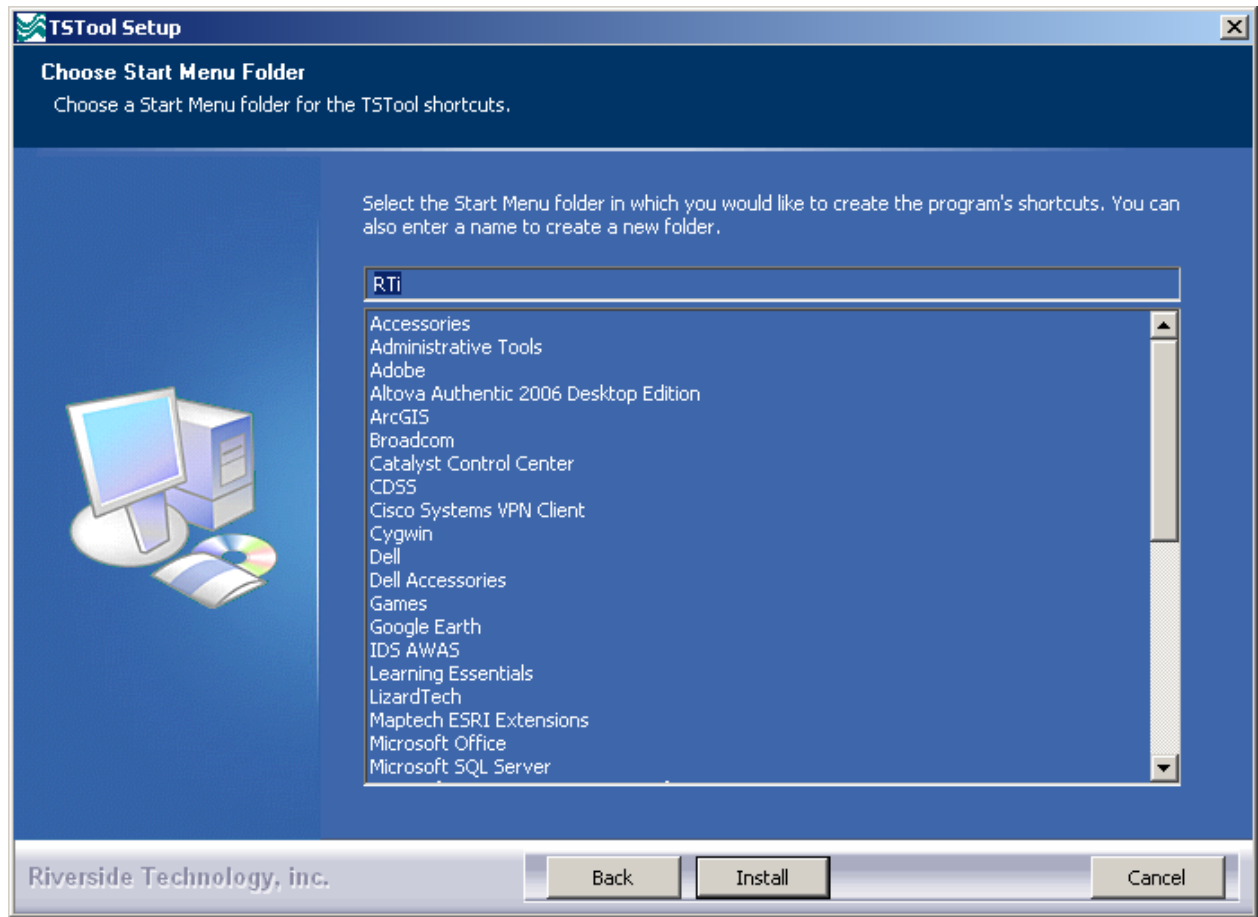 TSTool Setup
Choose Start Menu Folder
Choose a Start Menu folder for the TSTool shortcuts.
Select the Start Menu folder in which you would like to create the program's shortcuts. You can
also enter a name to create a new folder.
RTi
Accessories
Administrative Tools
Adobe
Altova Authentic 2006 Desktop Edition
ArcGIS
Broadcom
Catalyst Control Center
CDSS
Cisco Systems VPN Client
Cygwin
Dell
Dell Accessories
Games
Google Earth
IDS AWAS
Learning Essentials
LizardTech
Maptech ESRI Extensions
Microsoft Office
Microsoft SQL Server
Riverside Technology, inc.
Back
Install
Cancel